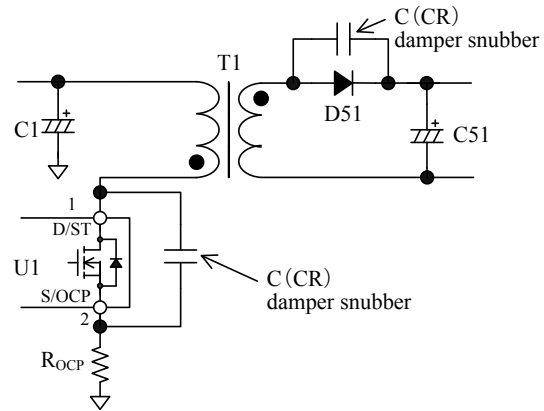 C (CR)
damper snubber
T1
D51
C1
C51
1
D/ST
U1
S/OCP
2
C (CR)
damper snubber
ROCP